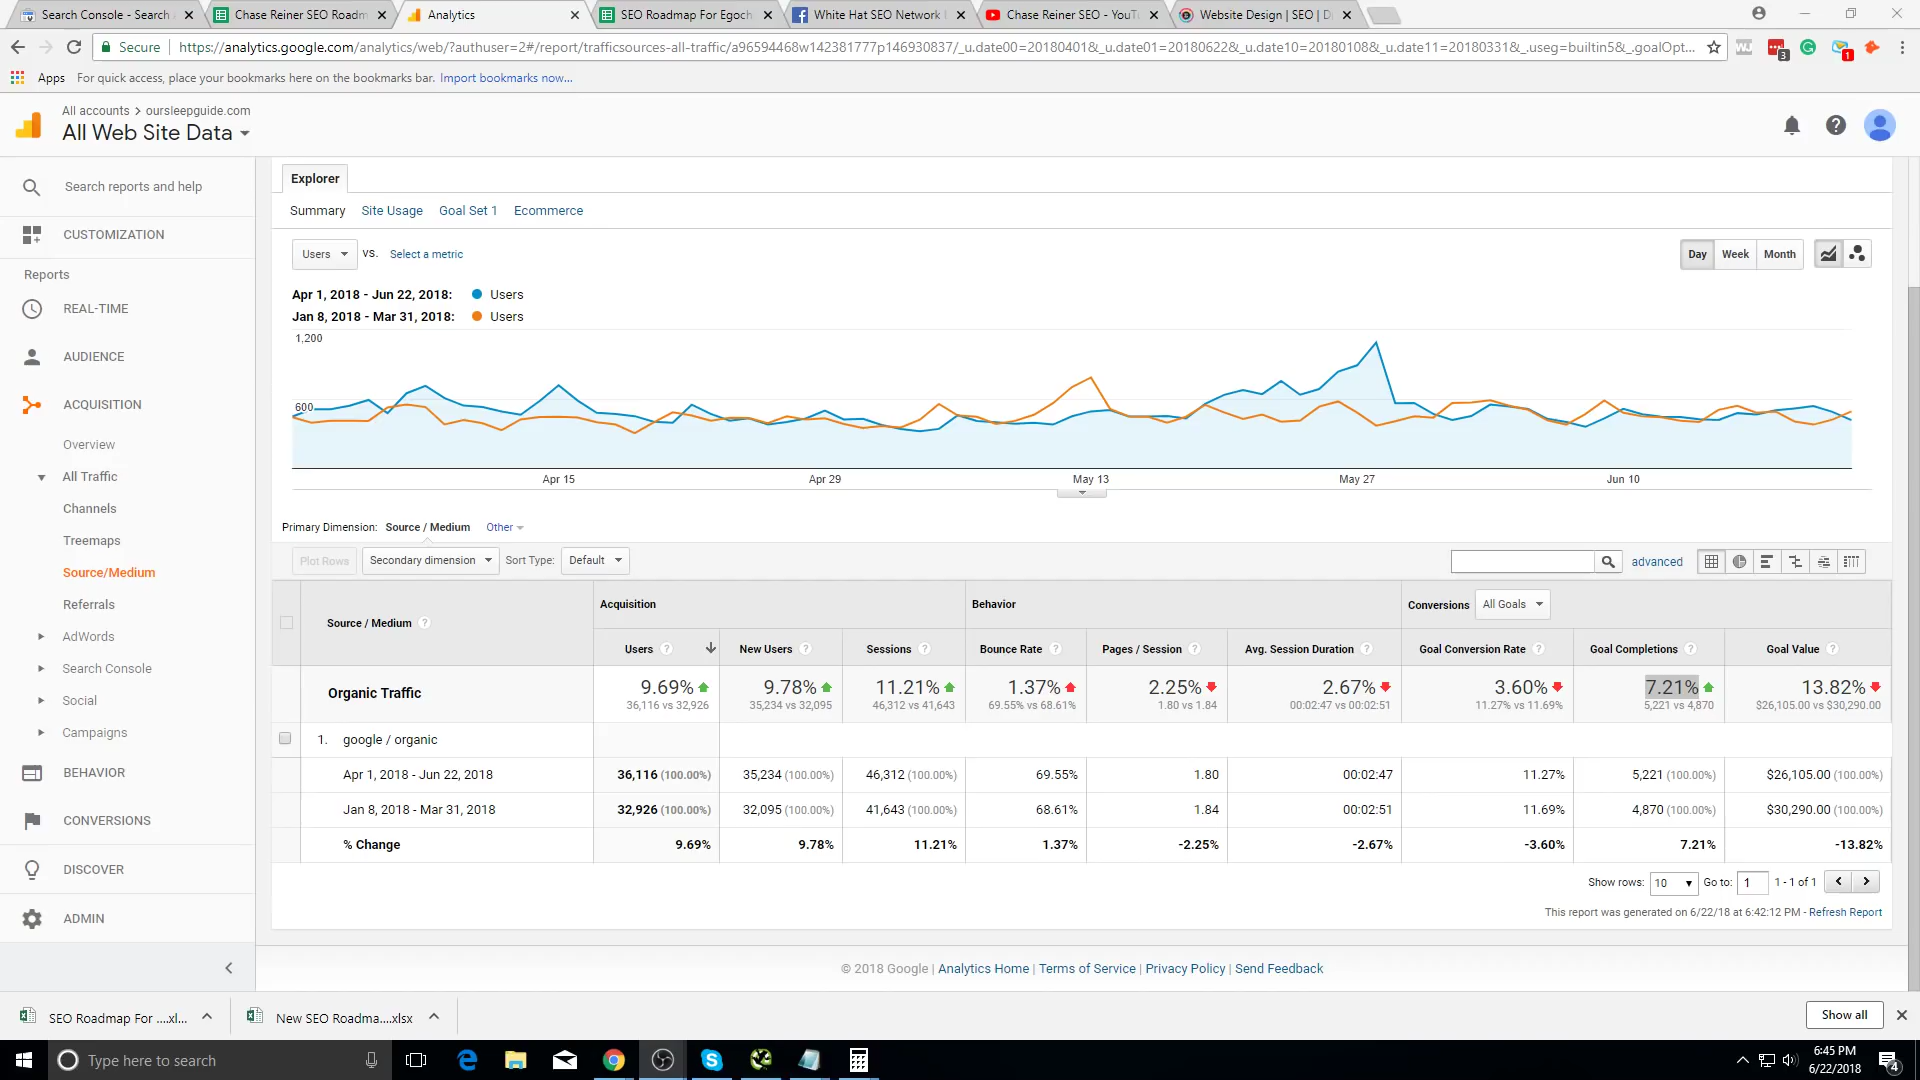 Search Console - Search
Chase Reiner SEO Roadm
Analytics
SEO Roadmap For Egoch
White Hat SEO Network
Chase Reiner SEO - YouT
Website Design | SEO | D
Secure
https://analytics.google.com/analytics/web/?authuser=2#/report/trafficsources-all-traffic/a96594468w142381777p146930837/_u.date00=20180401&_u.date01=20180622&_u.date10=20180108&_u.date11=20180331&_.useg=builtin5&_.goalOpt...
3
1
Apps For quick access, place your bookmarks here on the bookmarks bar. Import bookmarks now...
All accounts > oursleepguide.com
All Web Site Data
Search reports and help
CUSTOMIZATION
Reports
REAL-TIME
AUDIENCE
ACQUISITION
Overview
All Traffic
Channels
Treemaps
Source/Medium
Referrals
AdWords
Search Console
Social
Campaigns
BEHAVIOR
CONVERSIONS
DISCOVER
ADMIN
Explorer
Summary Site Usage Goal Set 1 Ecommerce
Users VS. Select a metric
Day Week Month
Apr 1, 2018 - Jun 22, 2018: Users
Jan 8, 2018 - Mar 31, 2018: Users
1,200
600
Apr 15 Apr 29 May 13 May 27 Jun 10
Primary Dimension: Source / Medium Other
Plot Rows Secondary dimension Sort Type: Default advanced
Source / Medium ?
Acquisition Behavior Conversions All Goals
Users ? New Users ? Sessions ? Bounce Rate ? Pages / Session ? Avg. Session Duration ? Goal Conversion Rate ? Goal Completions ? Goal Value ?
Organic Traffic 9.69% 9.78% 11.21% 1.37% 2.25% 2.67% 3.60% 7.21% 13.82%
36,116 vs 32,926 35,234 vs 32,095 46,312 vs 41,643 69.55% vs 68.61% 1.80 vs 1.84 00:02:47 vs 00:02:51 11.27% vs 11.69% 5,221 vs 4,870 $26,105.00 vs $30,290.00
1. google / organic
Apr 1, 2018 - Jun 22, 2018 36,116 (100.00%) 35,234 (100.00%) 46,312 (100.00%) 69.55% 1.80 00:02:47 11.27% 5,221 (100.00%) $26,105.00 (100.00%)
Jan 8, 2018 - Mar 31, 2018 32,926 (100.00%) 32,095 (100.00%) 41,643 (100.00%) 68.61% 1.84 00:02:51 11.69% 4,870 (100.00%) $30,290.00 (100.00%)
% Change 9.69% 9.78% 11.21% 1.37% -2.25% -2.67% -3.60% 7.21% -13.82%
Show rows: 10 Go to: 1 1 - 1 of 1
This report was generated on 6/22/18 at 6:42:12 PM - Refresh Report
© 2018 Google | Analytics Home | Terms of Service | Privacy Policy | Send Feedback
SEO Roadmap For ....xl...
New SEO Roadma....xlsx
Show all
Type here to search
6:45 PM
6/22/2018
4